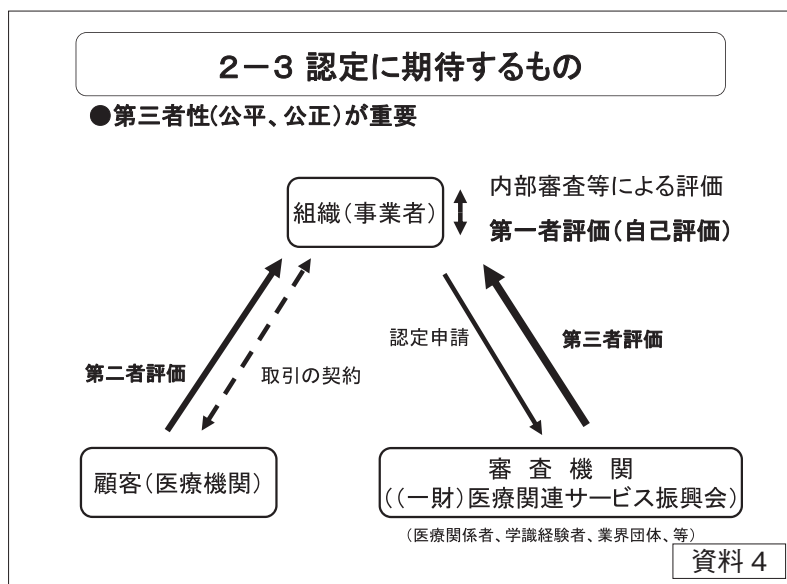 2－3 認定に期待するもの
●第三者性(公平、公正)が重要
組織(事業者)
内部審査等による評価
第一者評価(自己評価)
第二者評価
取引の契約
認定申請
第三者評価
顧客(医療機関)
審 査 機 関
((一財)医療関連サービス振興会)
(医療関係者、学識経験者、業界団体、等)
資料 4